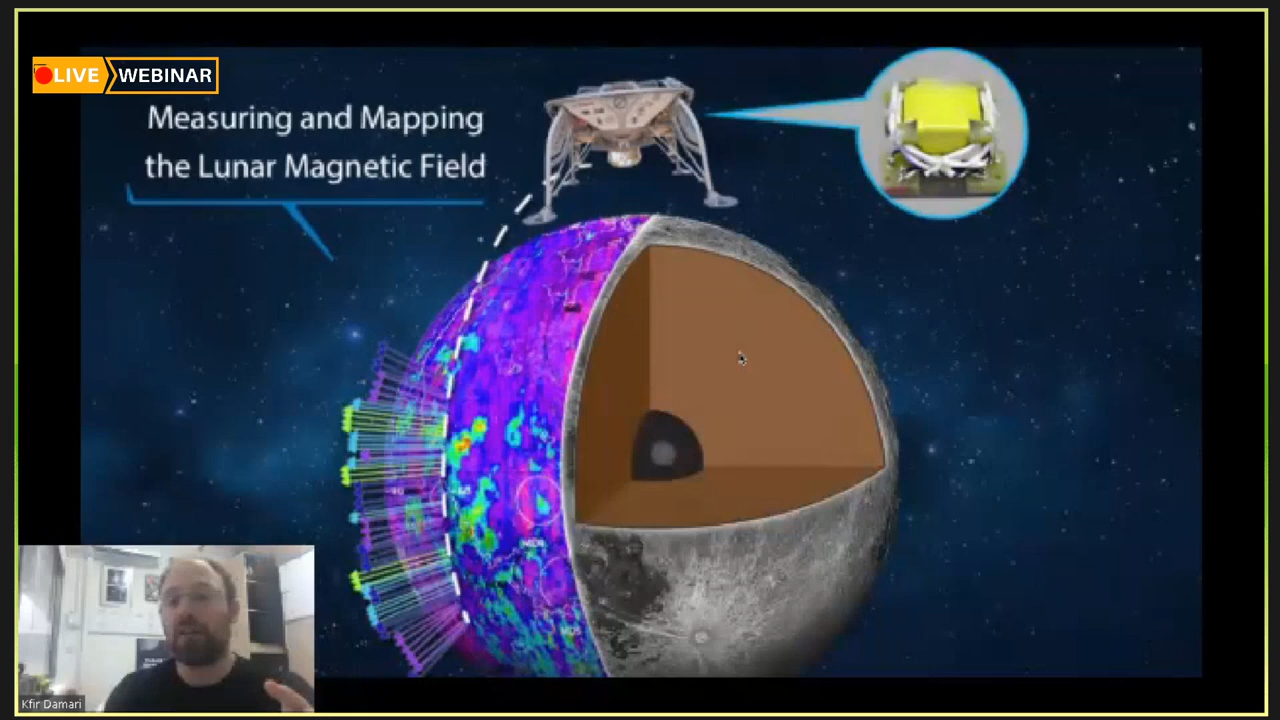 LIVE WEBINAR
Measuring and Mapping
the Lunar Magnetic Field
Kfir Damari